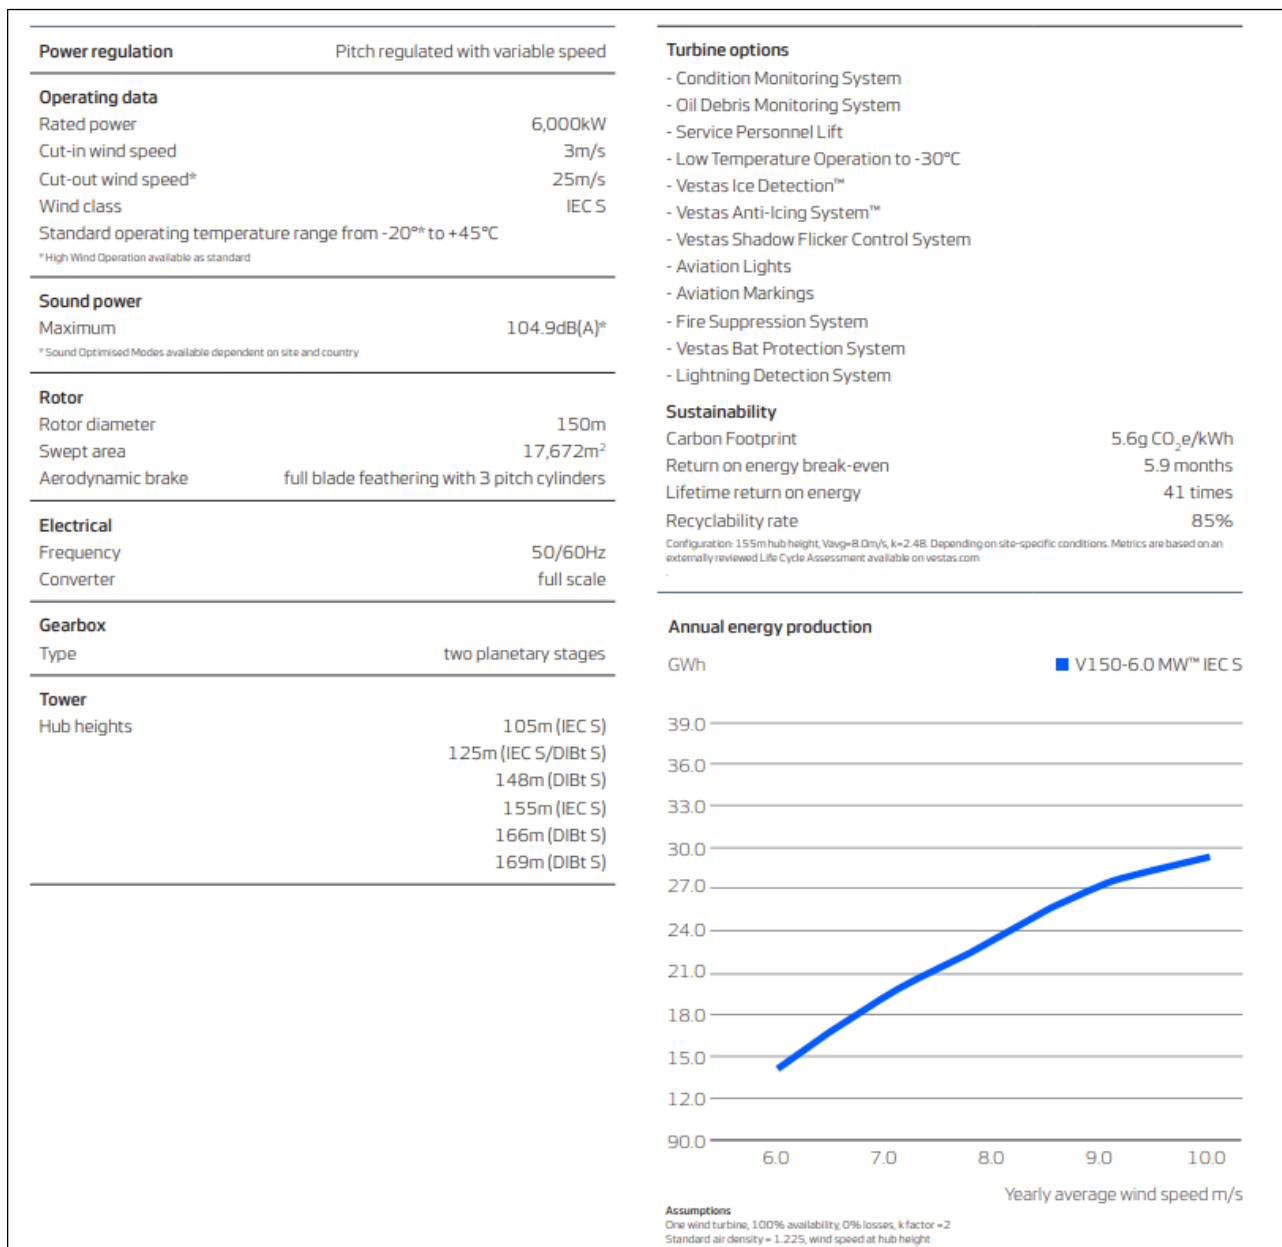 Power regulation Pitch regulated with variable speed
Operating data
Rated power 6,000kW
Cut-in wind speed 3m/s
Cut-out wind speed* 25m/s
Wind class IEC S
Standard operating temperature range from -20°* to +45°C
*High Wind Operation available as standard
Sound power
Maximum 104.9dB(A)*
*Sound Optimised Modes available dependent on site and country
Rotor
Rotor diameter 150m
Swept area 17,672m²
Aerodynamic brake full blade feathering with 3 pitch cylinders
Electrical
Frequency 50/60Hz
Converter full scale
Gearbox
Type two planetary stages
Tower
Hub heights 105m (IEC S)
125m (IEC S/DIBt S)
148m (DIBt S)
155m (IEC S)
166m (DIBt S)
169m (DIBt S)
Turbine options
- Condition Monitoring System
- Oil Debris Monitoring System
- Service Personnel Lift
- Low Temperature Operation to -30°C
- Vestas Ice Detection™
- Vestas Anti-Icing System™
- Vestas Shadow Flicker Control System
- Aviation Lights
- Aviation Markings
- Fire Suppression System
- Vestas Bat Protection System
- Lightning Detection System
Sustainability
Carbon Footprint 5.6g CO₂e/kWh
Return on energy break-even 5.9 months
Lifetime return on energy 41 times
Recyclability rate 85%
Configuration: 155m hub height, Vavg=8.0m/s, k=2.48. Depending on site-specific conditions. Metrics are based on an
externally reviewed Life Cycle Assessment available on vestas.com
.
Annual energy production
GWh V150-6.0 MW™ IEC S
39.0
36.0
33.0
30.0
27.0
24.0
21.0
18.0
15.0
12.0
90.0
6.0 7.0 8.0 9.0 10.0
Yearly average wind speed m/s
Assumptions
One wind turbine, 100% availability, 0% losses, k factor =2
Standard air density = 1.225, wind speed at hub height